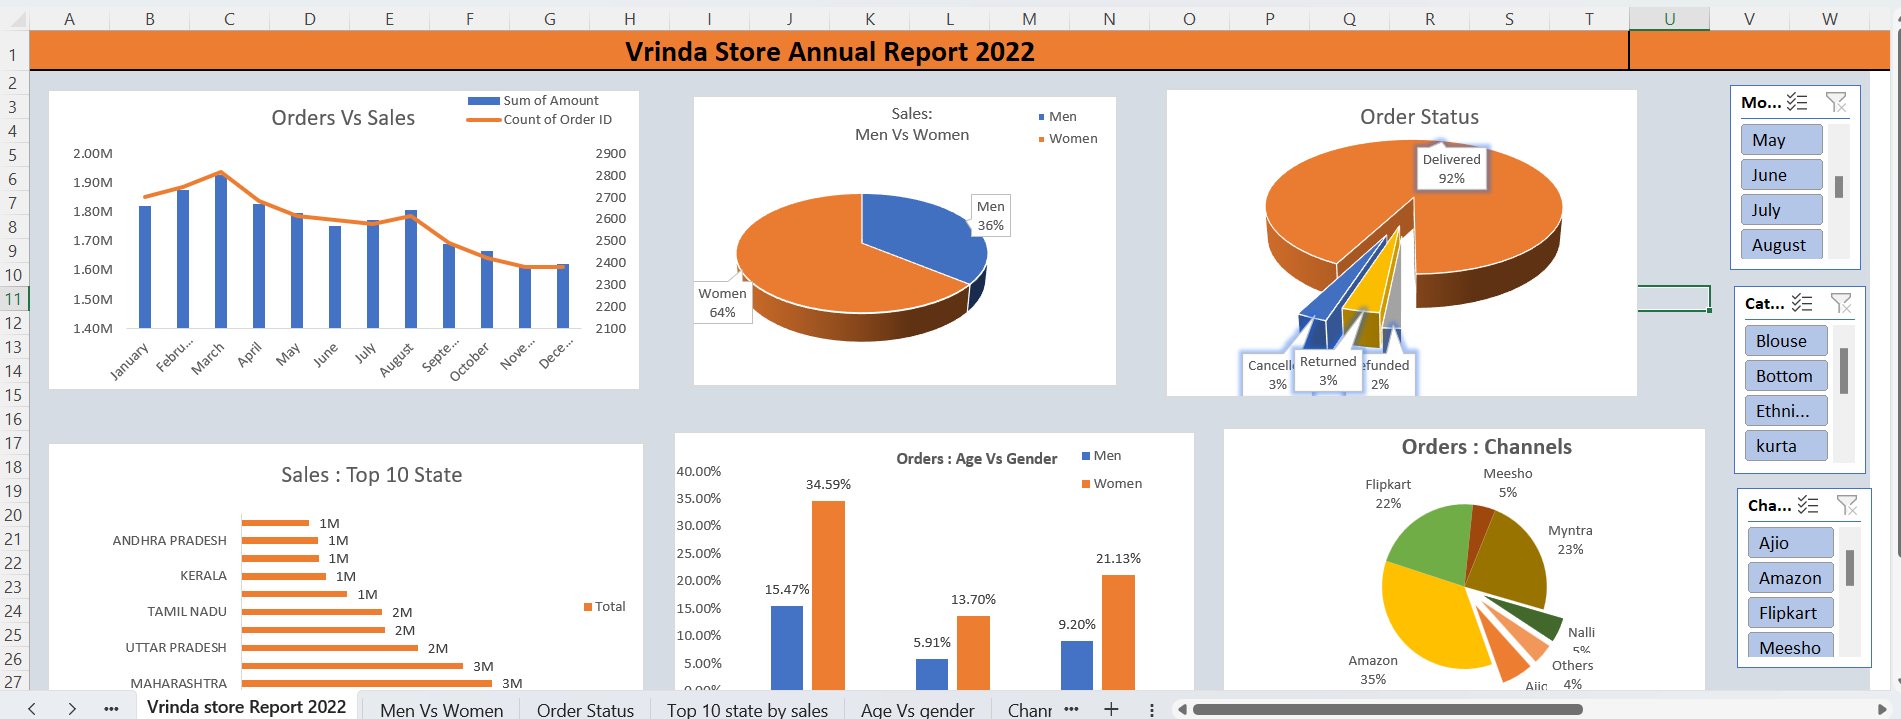 A B C D E F G H I J K L M N O P Q R S T U V W
1
Vrinda Store Annual Report 2022
2
3
4
5
6
7
8
9
10
11
12
13
14
15
16
17
18
19
20
21
22
23
24
25
26
27
Orders Vs Sales
Sum of Amount
Count of Order ID
2.00M
1.90M
1.80M
1.70M
1.60M
1.50M
1.40M
2900
2800
2700
2600
2500
2400
2300
2200
2100
January
Febru...
March
April
May
June
July
August
Septe...
October
Nove...
Dece...
Sales:
Men Vs Women
Men
Women
Men
36%
Women
64%
Order Status
Delivered
92%
Cancell
3%
Returned
3%
efunded
2%
Mo...
May
June
July
August
Cat...
Blouse
Bottom
Ethni...
kurta
Cha...
Ajio
Amazon
Flipkart
Meesho
Sales : Top 10 State
1M
ANDHRA PRADESH 1M
1M
KERALA 1M
1M
TAMIL NADU 2M
2M
UTTAR PRADESH 2M
3M
MAHARASHTRA 3M
Total
Orders : Age Vs Gender
Men
Women
40.00%
35.00%
30.00%
25.00%
20.00%
15.00%
10.00%
5.00%
0.00%
15.47%
34.59%
5.91%
13.70%
9.20%
21.13%
Orders : Channels
Meesho
5%
Flipkart
22%
Myntra
23%
Nalli
5%
Others
4%
Ajio
Amazon
35%
Vrinda store Report 2022 Men Vs Women Order Status Top 10 state by sales Age Vs gender Chanr ...